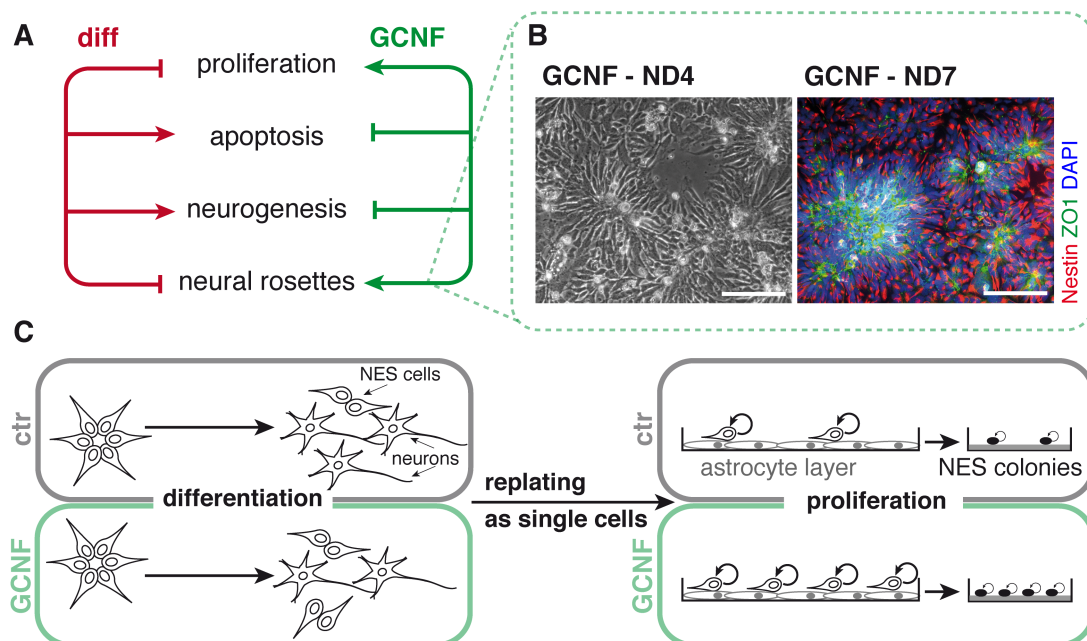 A
diff
GCNF
proliferation
apoptosis
neurogenesis
neural rosettes
B
GCNF - ND4
GCNF - ND7
Nestin ZO1 DAPI
C
ctr
NES cells
neurons
differentiation
GCNF
replating
as single cells
ctr
astrocyte layer
NES colonies
proliferation
GCNF